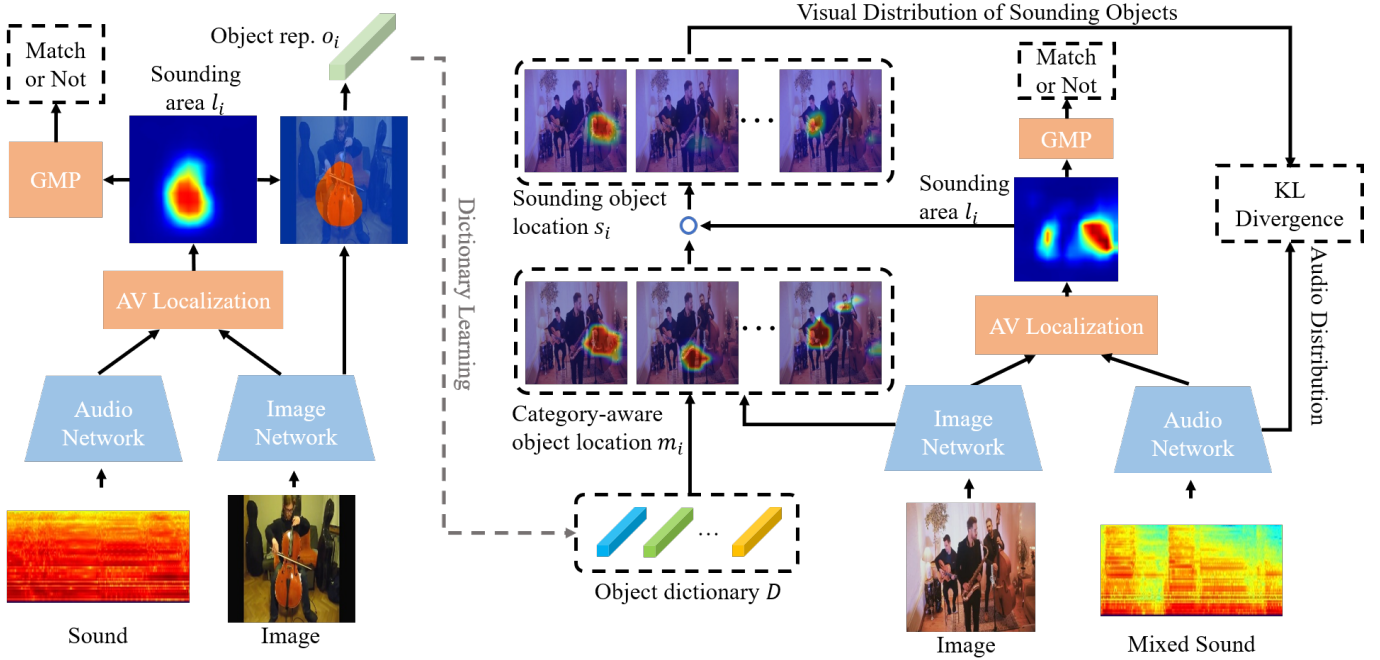 Match
or Not
GMP
Sounding
area l_i
Object rep. o_i
AV Localization
Audio
Network
Image
Network
Sound
Image
Dictionary Learning
Visual Distribution of Sounding Objects
...
Sounding object
location s_i
...
Category-aware
object location m_i
...
Object dictionary D
Match
or Not
GMP
Sounding
area l_i
AV Localization
Image
Network
Audio
Network
KL
Divergence
Audio Distribution
Image
Mixed Sound